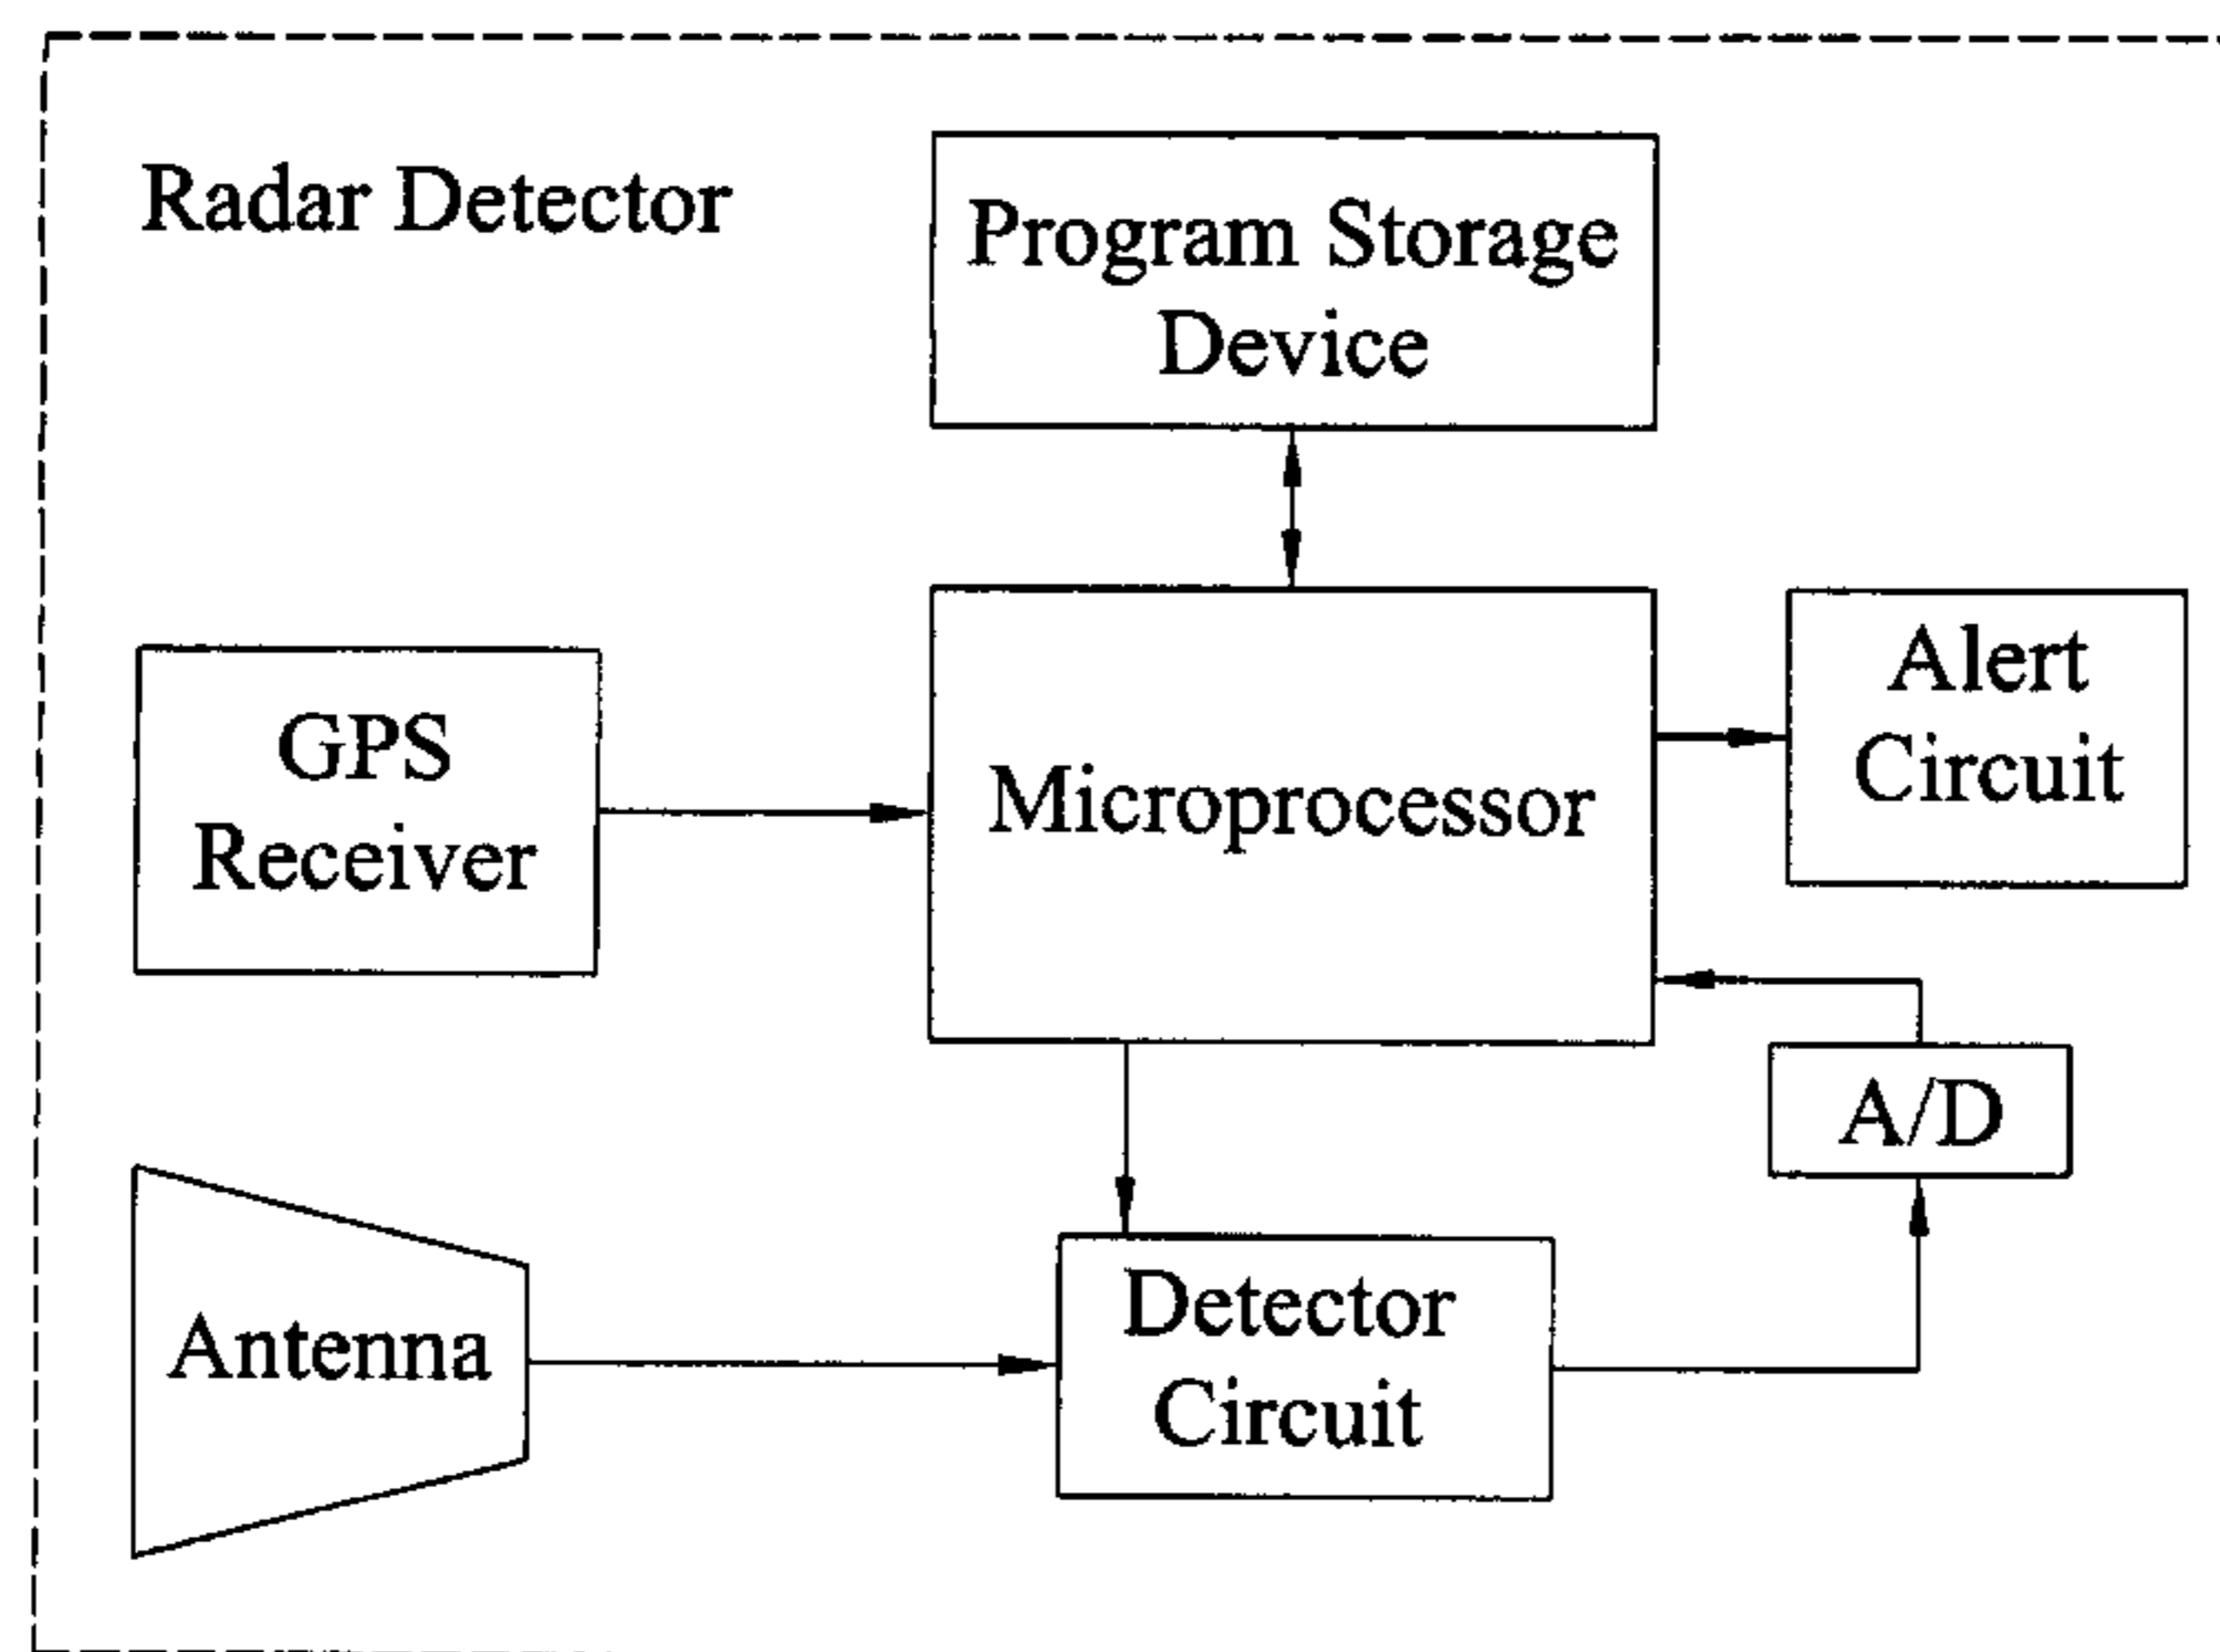 Radar Detector
Program Storage
Device
GPS
Receiver
Microprocessor
Alert
Circuit
A/D
Antenna
Detector
Circuit